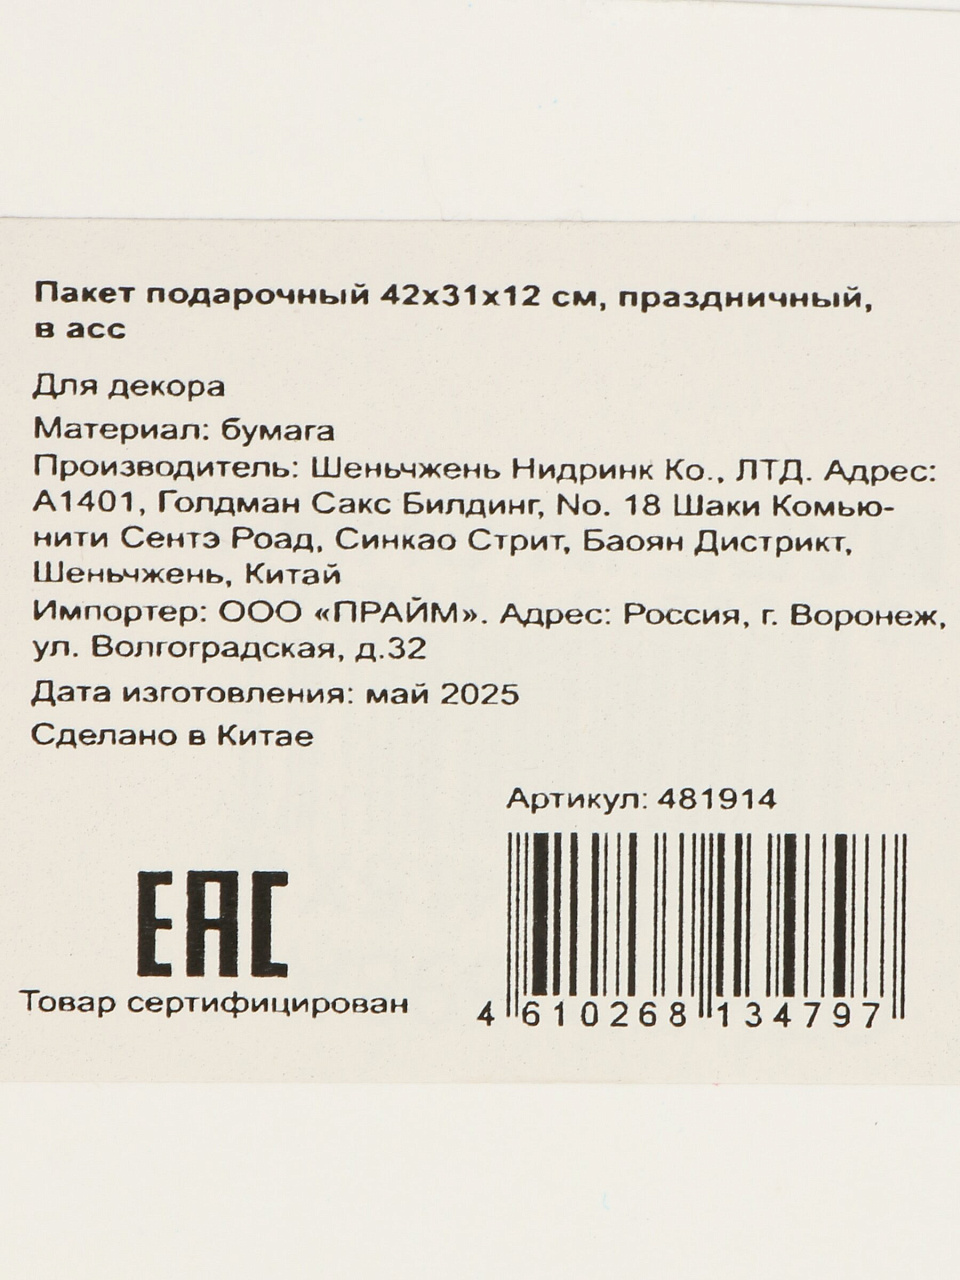 Пакет подарочный 42x31x12 см, праздничный,
в асс
Для декора
Материал: бумага
Производитель: Шеньчжень Нидринк Ко., ЛТД. Адрес:
А1401, Голдман Сакс Билдинг, No. 18 Шаки Комью-
нити Сентэ Роад, Синкао Стрит, Баоян Дистрикт,
Шеньчжень, Китай
Импортер: ООО «ПРАЙМ». Адрес: Россия, г. Воронеж,
ул. Волгоградская, д.32
Дата изготовления: май 2025
Сделано в Китае
Артикул: 481914
ЕАС
Товар сертифицирован
4 610268 134797